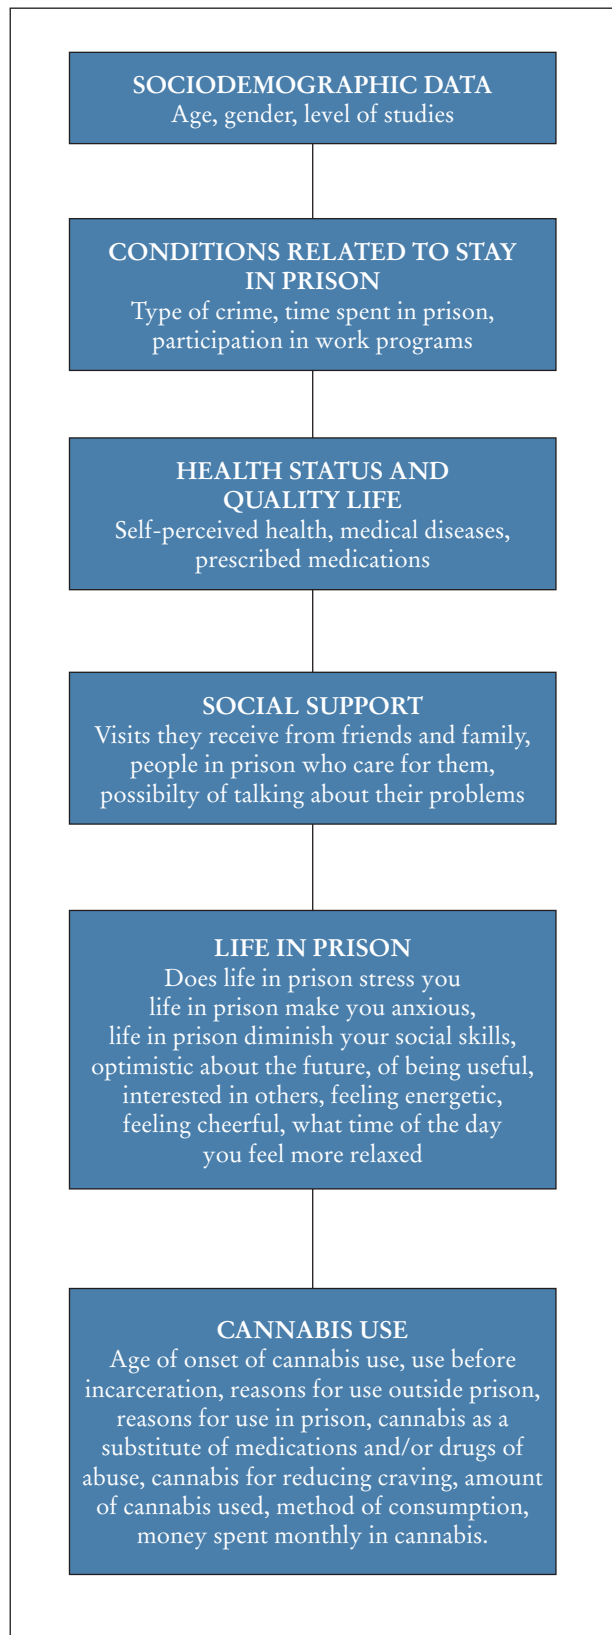 SOCIODEMOGRAPHIC DATA
Age, gender, level of studies
CONDITIONS RELATED TO STAY
IN PRISON
Type of crime, time spent in prison,
participation in work programs
HEALTH STATUS AND
QUALITY LIFE
Self-perceived health, medical diseases,
prescribed medications
SOCIAL SUPPORT
Visits they receive from friends and family,
people in prison who care for them,
possibilty of talking about their problems
LIFE IN PRISON
Does life in prison stress you
life in prison make you anxious,
life in prison diminish your social skills,
optimistic about the future, of being useful,
interested in others, feeling energetic,
feeling cheerful, what time of the day
you feel more relaxed
CANNABIS USE
Age of onset of cannabis use, use before
incarceration, reasons for use outside prison,
reasons for use in prison, cannabis as a
substitute of medications and/or drugs of
abuse, cannabis for reducing craving, amount
of cannabis used, method of consumption,
money spent monthly in cannabis.